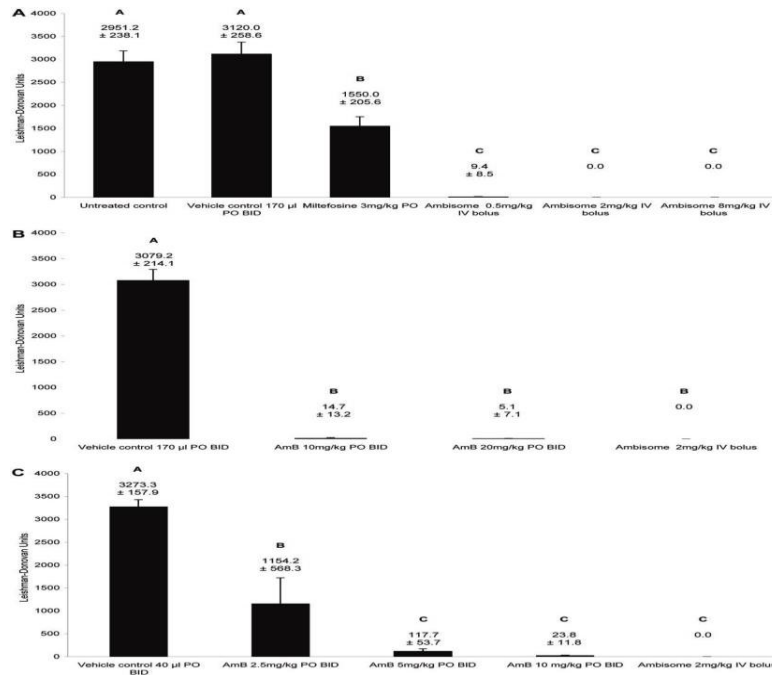 A
Leishman-Donovan Units
4000
3500
3000
2500
2000
1500
1000
500
0
A
2951.2
± 238.1
A
3120.0
± 258.6
B
1550.0
± 205.6
C
9.4
± 8.5
C
0.0
C
0.0
Untreated control
Vehicle control 170 µl
PO BID
Miltefosine 3mg/kg PO
Ambisome 0.5mg/kg
IV bolus
Ambisome 2mg/kg IV
bolus
Ambisome 8mg/kg IV
bolus
B
Leishman-Donovan Units
4000
3500
3000
2500
2000
1500
1000
500
0
A
3079.2
± 214.1
B
14.7
± 13.2
B
5.1
± 7.1
B
0.0
Vehicle control 170 µl PO BID
AmB 10mg/kg PO BID
AmB 20mg/kg PO BID
Ambisome 2mg/kg IV bolus
C
Leishman-Donovan Units
4000
3500
3000
2500
2000
1500
1000
500
0
A
3273.3
± 157.9
B
1154.2
± 568.3
C
117.7
± 53.7
C
23.8
± 11.8
C
0.0
Vehicle control 40 µl PO
BID
AmB 2.5mg/kg PO BID
AmB 5mg/kg PO BID
AmB 10 mg/kg PO BID
Ambisome 2mg/kg IV bolus